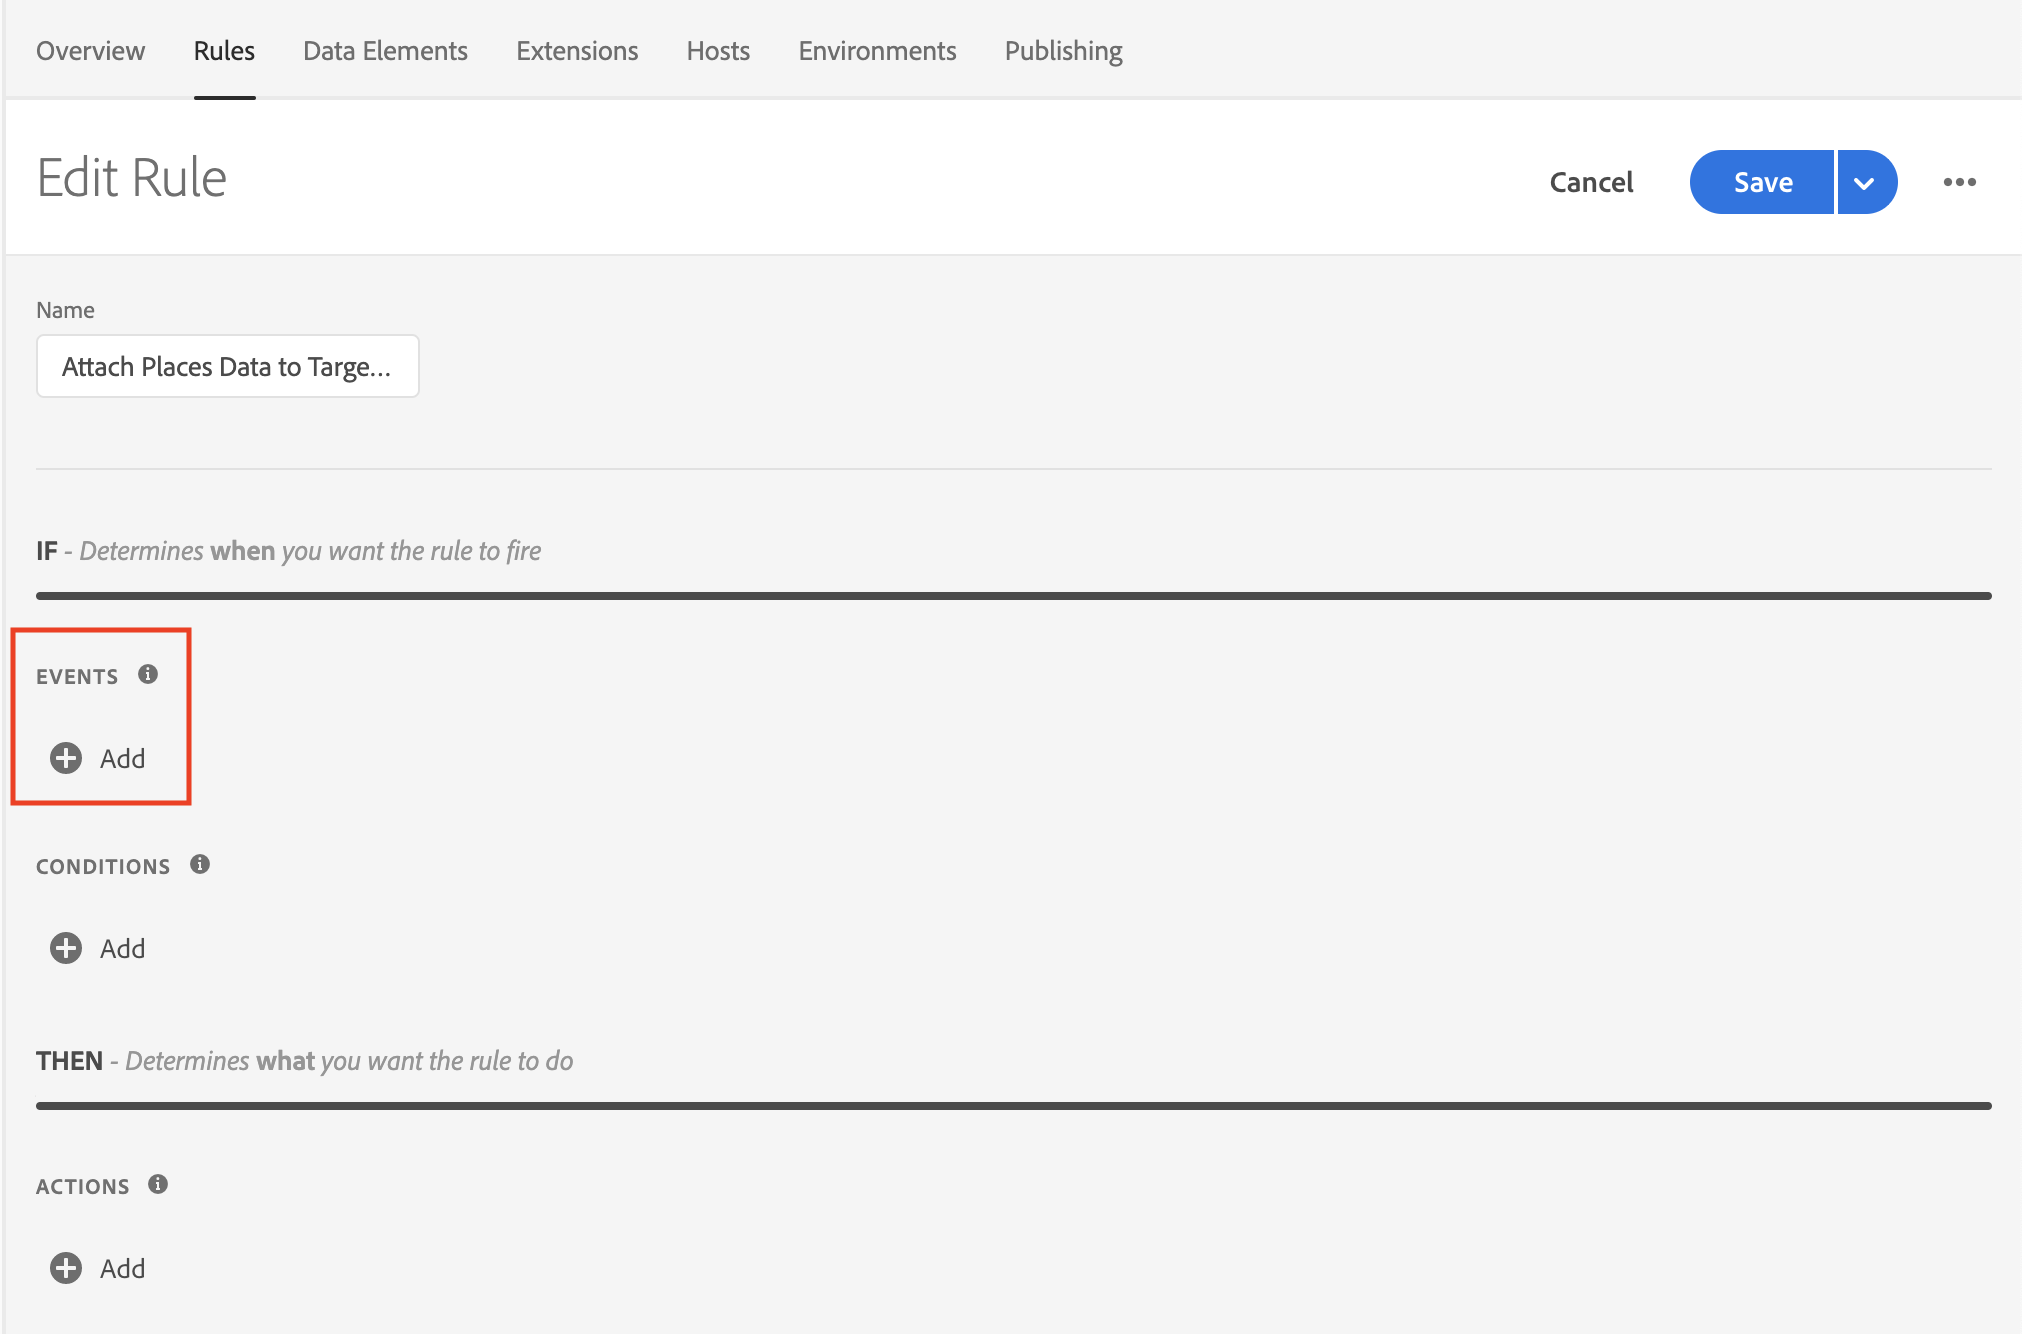 Overview Rules Data Elements Extensions Hosts Environments Publishing
Edit Rule
Cancel Save
Name
Attach Places Data to Targe...
IF - Determines when you want the rule to fire
EVENTS
Add
CONDITIONS
Add
THEN - Determines what you want the rule to do
ACTIONS
Add